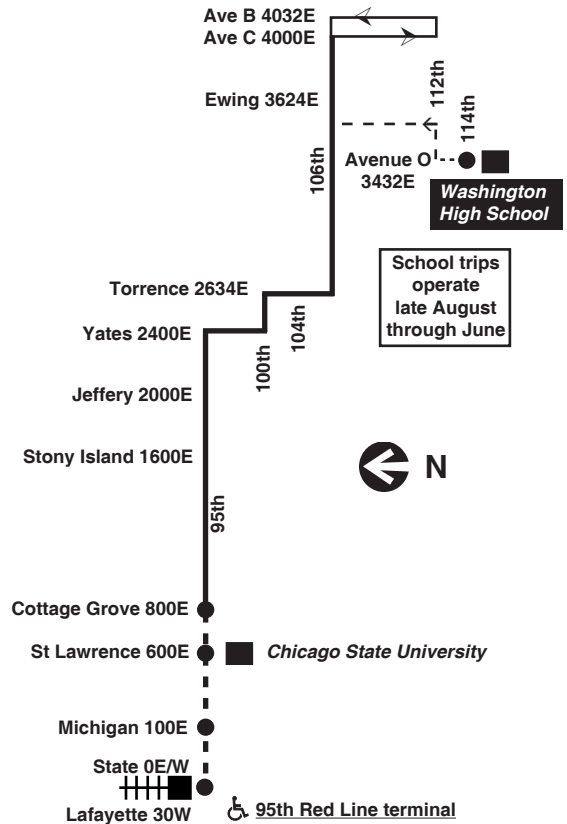 Ave B 4032E
Ave C 4000E
Ewing 3624E
112th
114th
106th
Avenue O
3432E
Washington
High School
School trips
operate
late August
through June
Torrence 2634E
Yates 2400E
100th
104th
Jeffery 2000E
Stony Island 1600E
N
95th
Cottage Grove 800E
St Lawrence 600E
Chicago State University
Michigan 100E
State 0E/W
Lafayette 30W
95th Red Line terminal